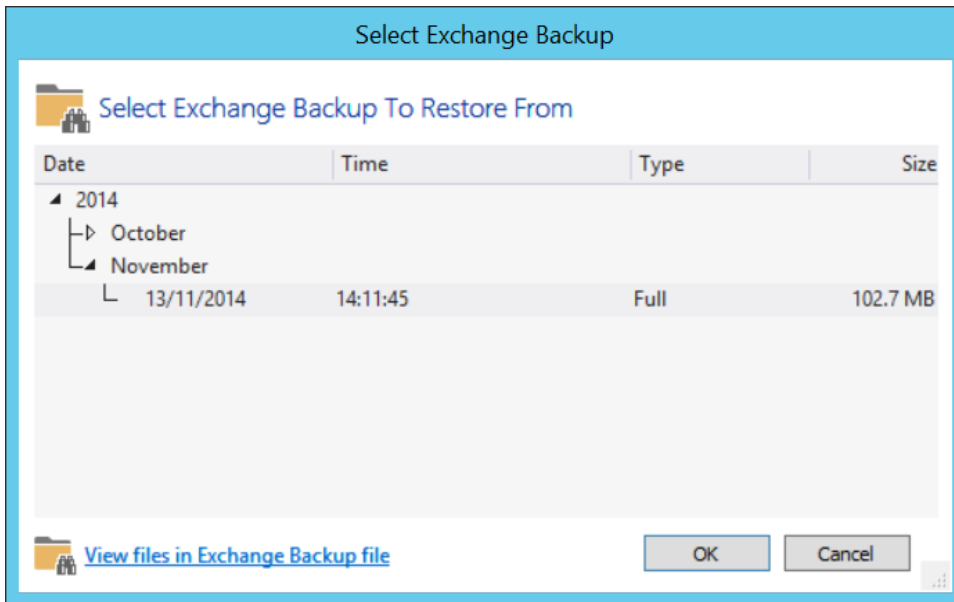 Select Exchange Backup
Select Exchange Backup To Restore From
Date Time Type Size
2014
October
November
13/11/2014 14:11:45 Full 102.7 MB
View files in Exchange Backup file OK Cancel